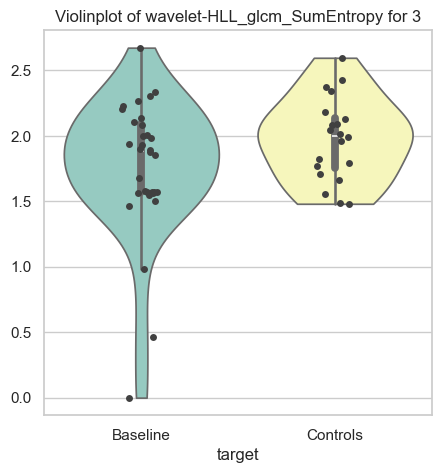 Violinplot of wavelet-HLL_glcm_SumEntropy for 3
2.5
2.0
1.5
1.0
0.5
0.0
Baseline Controls
target